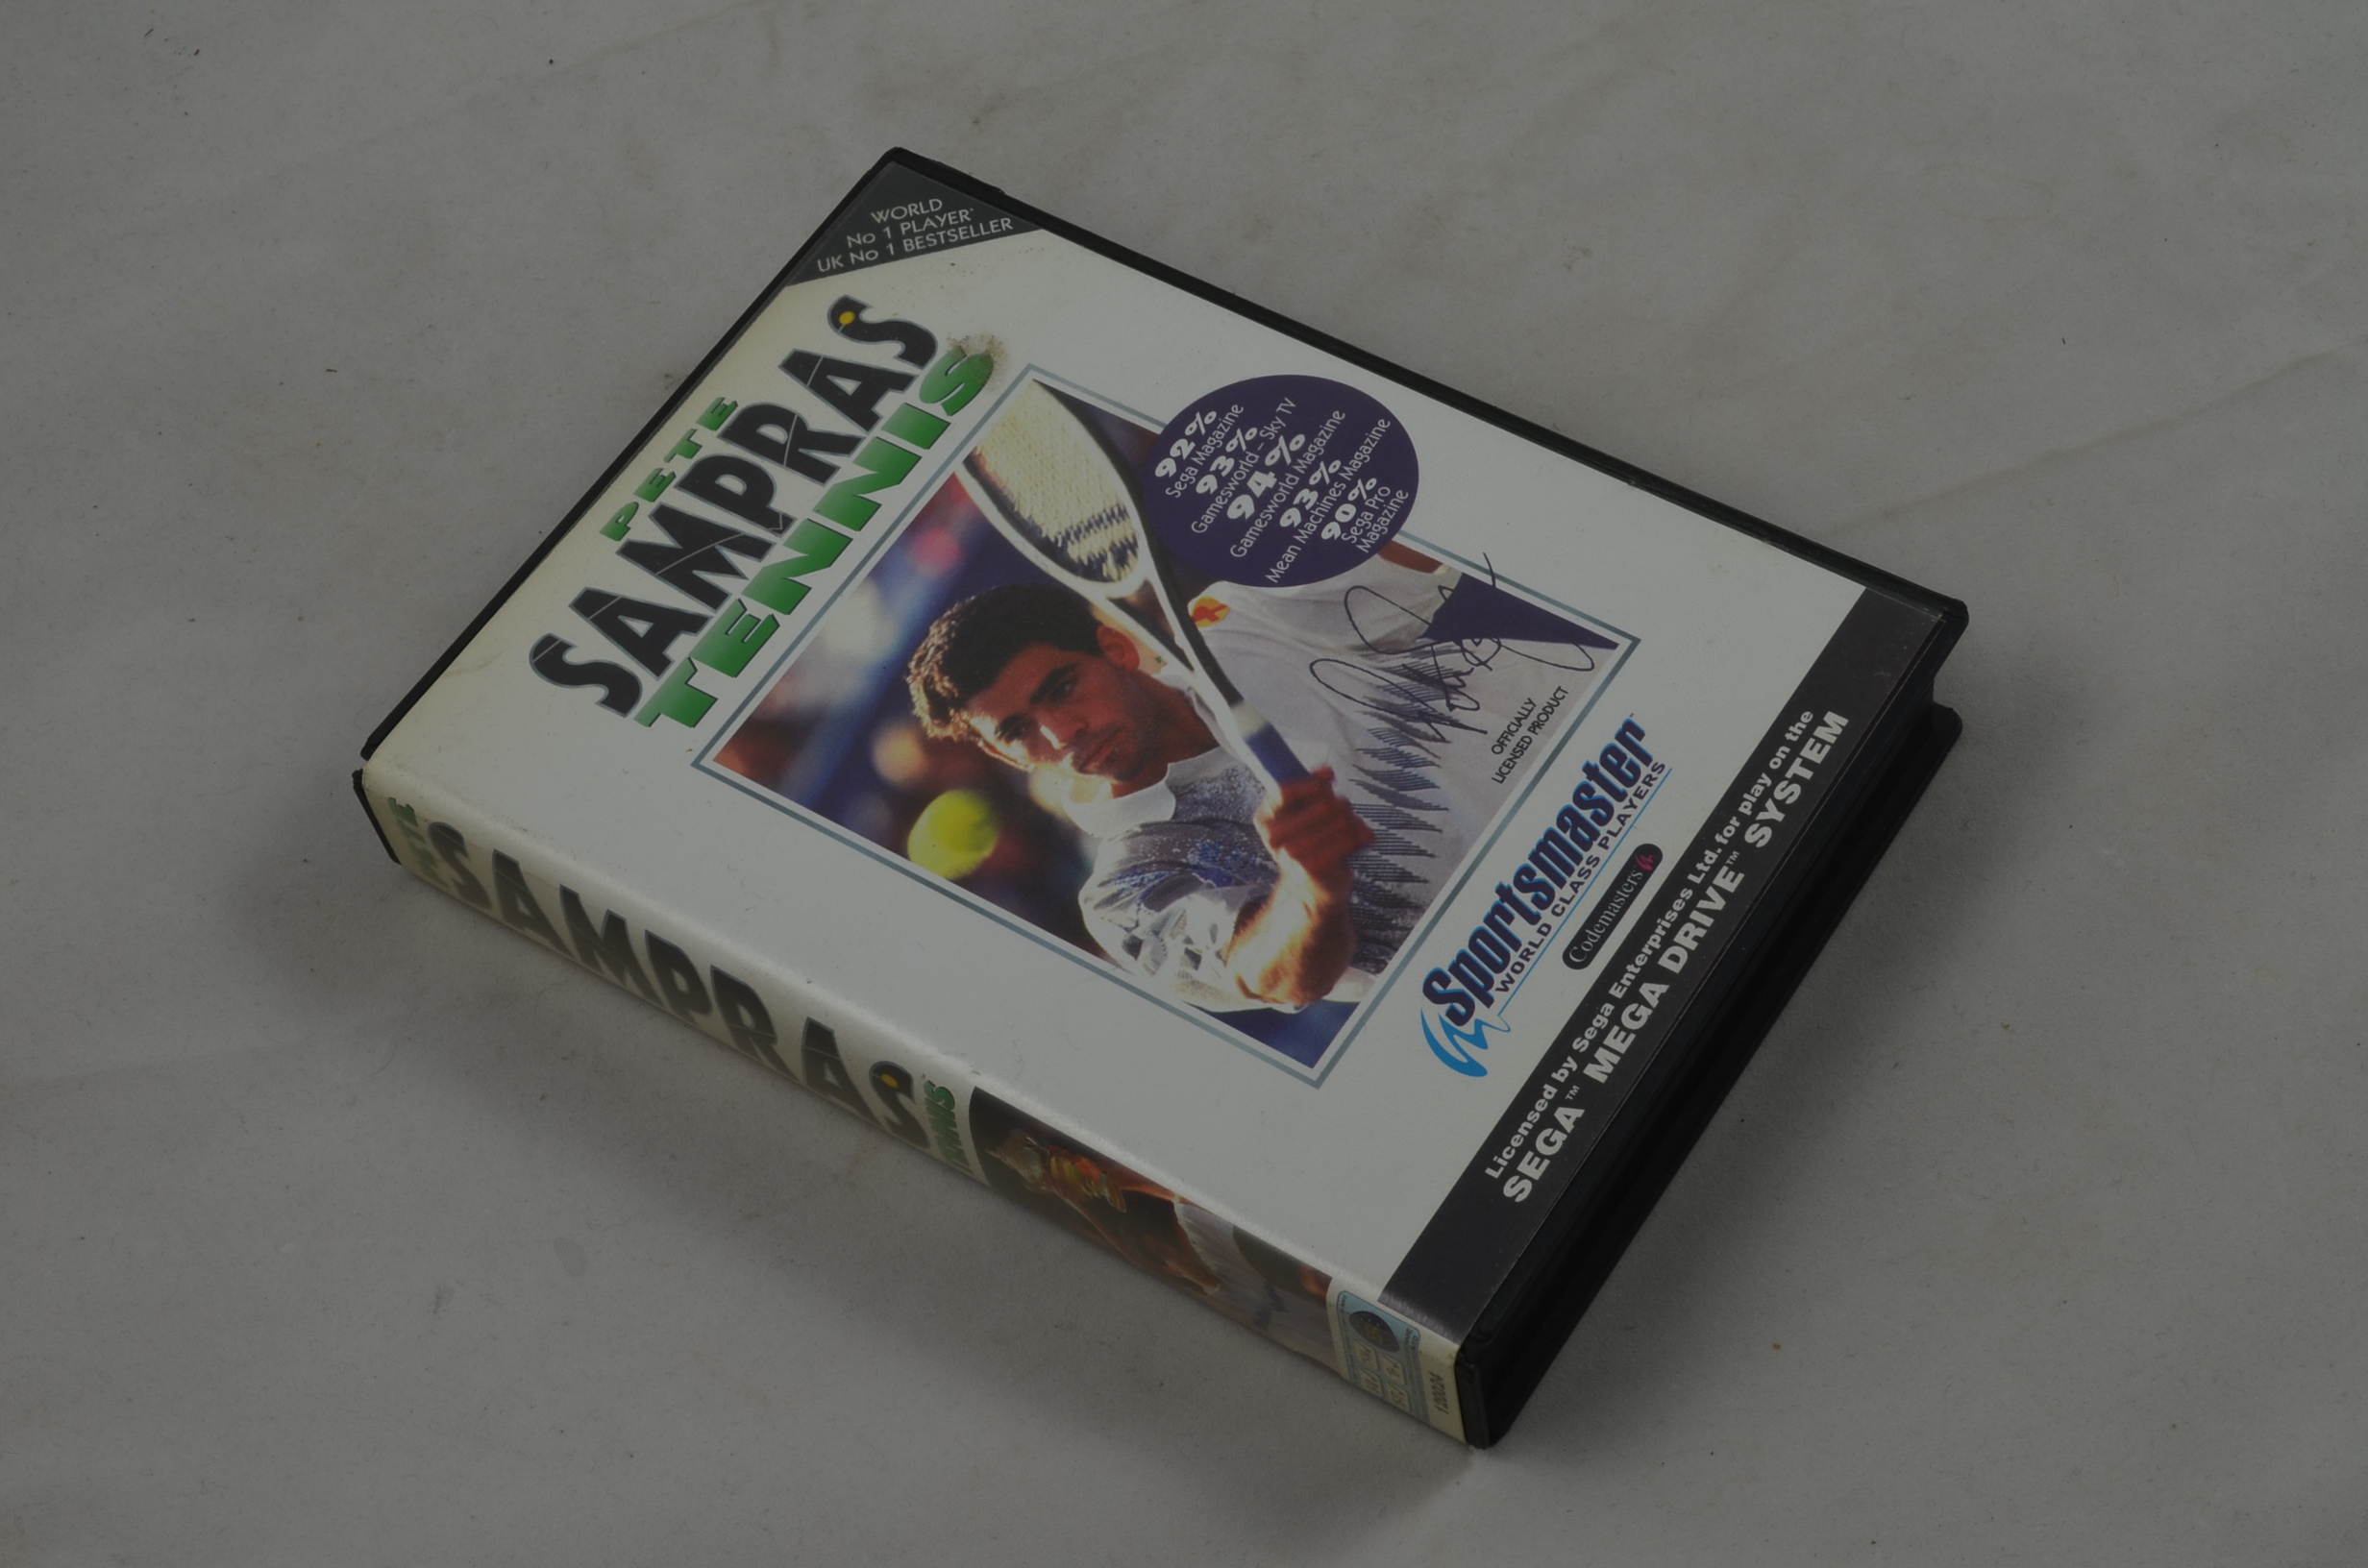 WORLD
No 1 PLAYER
UK No 1 BESTSELLER
PETE
SAMPRAS
TENNIS
92%
Sega Magazine
93%
Gamesworld - Sky TV
94%
Gamesworld Magazine
93%
Mean Machines Magazine
90%
Sega Pro
Magazine
OFFICIALLY
LICENSED PRODUCT
Sportsmaster™
WORLD CLASS PLAYERS
Codemasters
Licensed by Sega Enterprises Ltd. for play on the
SEGA™ MEGA DRIVE™ SYSTEM
PETE
SAMPRAS
TENNIS
120024